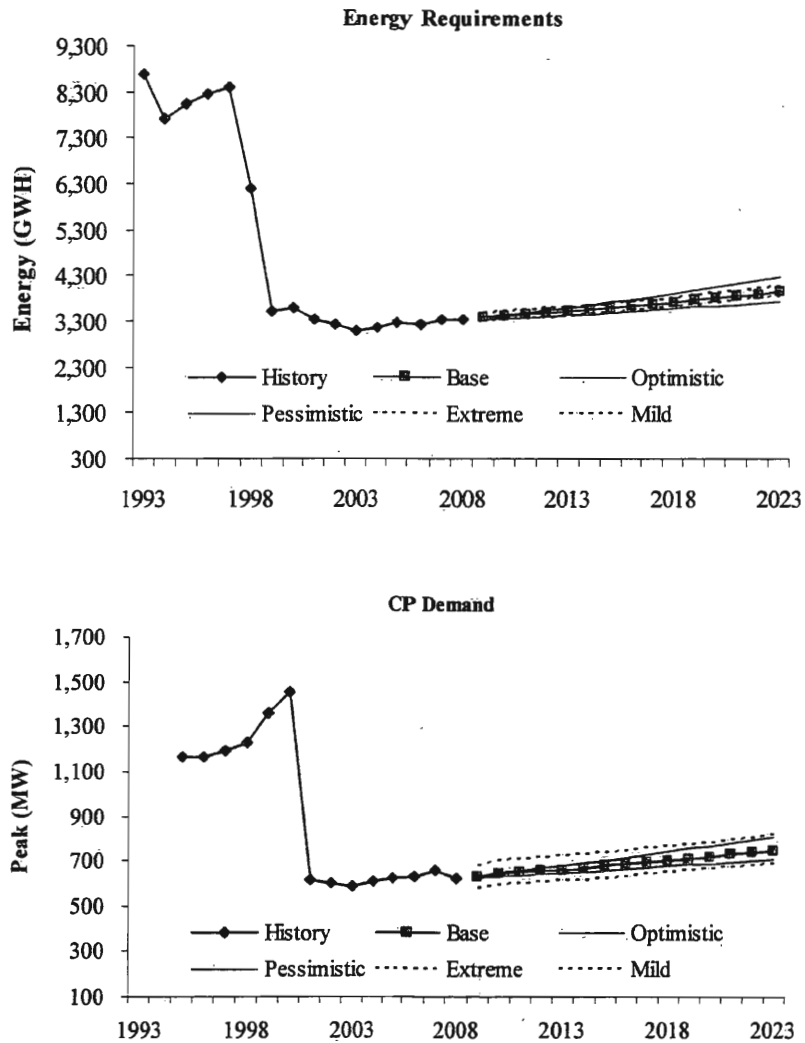 Energy Requirements
9,300
8,300
7,300
6,300
5,300
4,300
3,300
2,300
1,300
300
Energy (GWH)
History Base Optimistic
Pessimistic Extreme Mild
1993 1998 2003 2008 2013 2018 2023
CP Demand
1,700
1,500
1,300
1,100
900
700
500
300
100
Peak (MW)
History Base Optimistic
Pessimistic Extreme Mild
1993 1998 2003 2008 2013 2018 2023